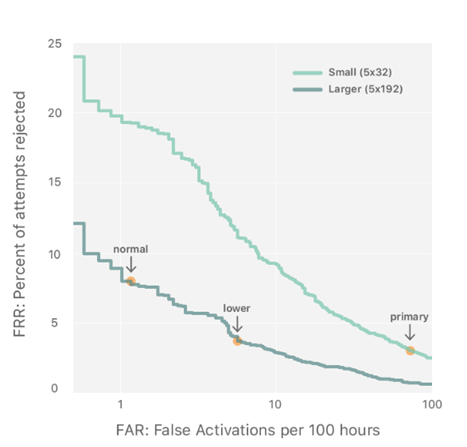 FRR: Percent of attempts rejected
25
20
15
10
5
0
Small (5x32)
Larger (5x192)
normal
lower
primary
1
10
100
FAR: False Activations per 100 hours